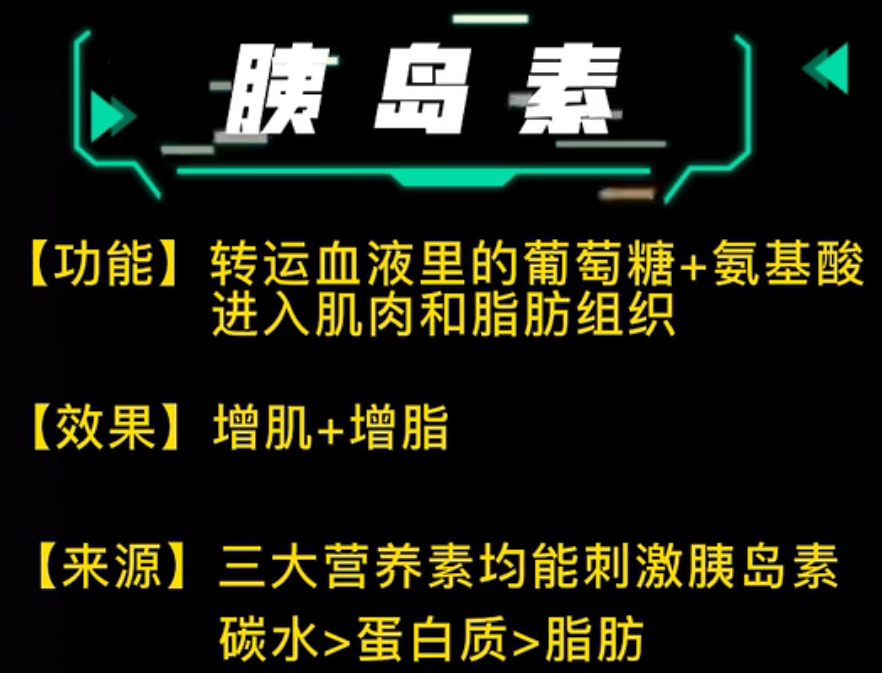 胰岛素
【功能】转运血液里的葡萄糖+氨基酸
进入肌肉和脂肪组织
【效果】增肌+增脂
【来源】三大营养素均能刺激胰岛素
碳水>蛋白质>脂肪